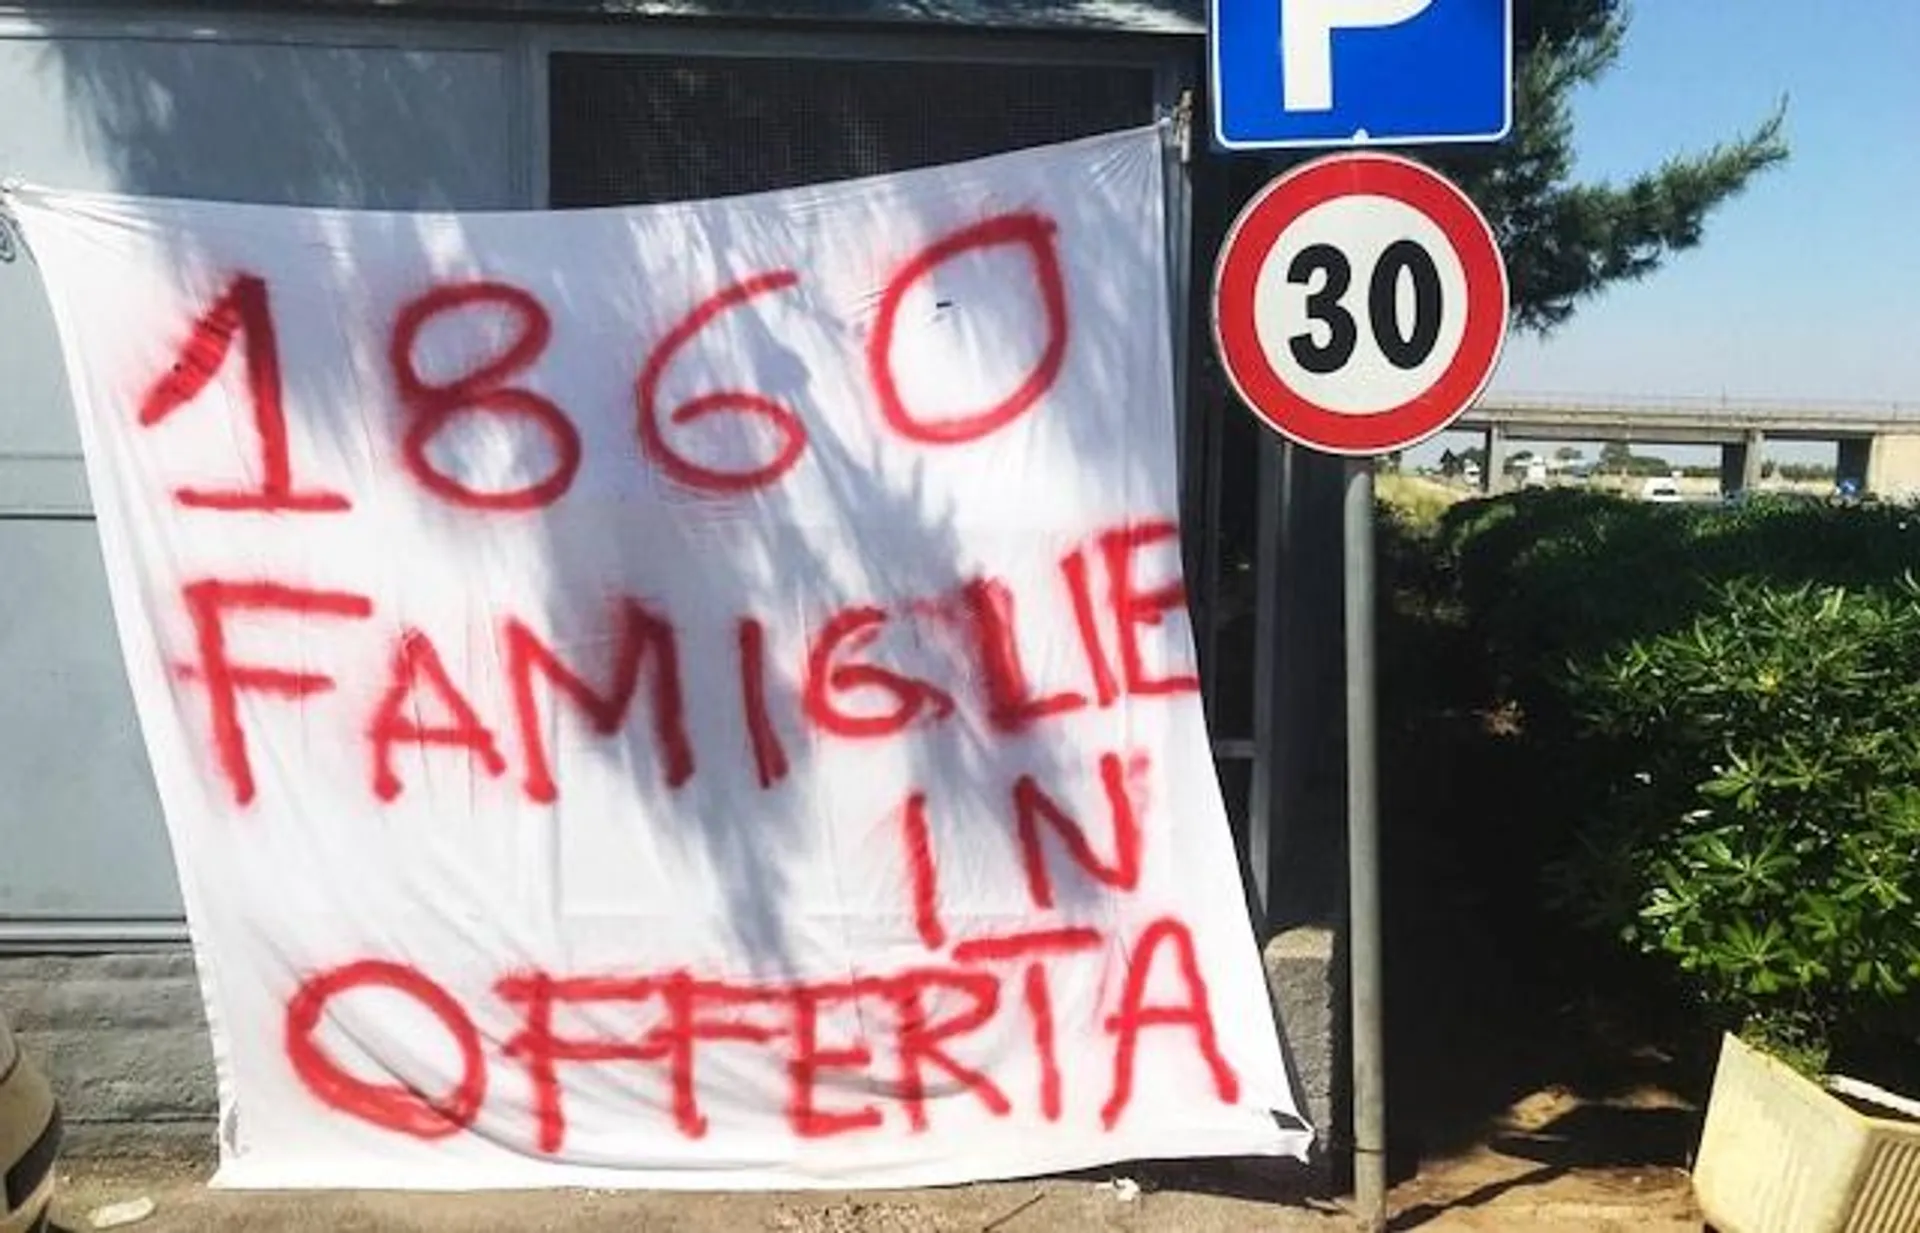 P
30
1860
FAMIGLIE
IN
OFFERTA